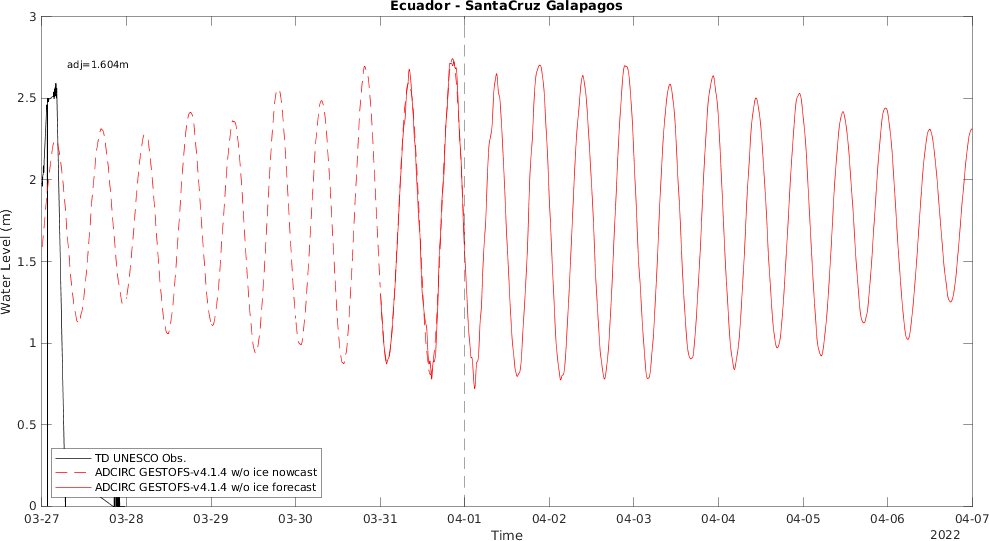 Ecuador - SantaCruz Galapagos
adj=1.604m
3
2.5
2
1.5
1
0.5
0
Water Level (m)
TD UNESCO Obs.
ADCIRC GESTOFS-v4.1.4 w/o ice nowcast
ADCIRC GESTOFS-v4.1.4 w/o ice forecast
03-27 03-28 03-29 03-30 03-31 04-01 04-02 04-03 04-04 04-05 04-06 04-07
Time
2022